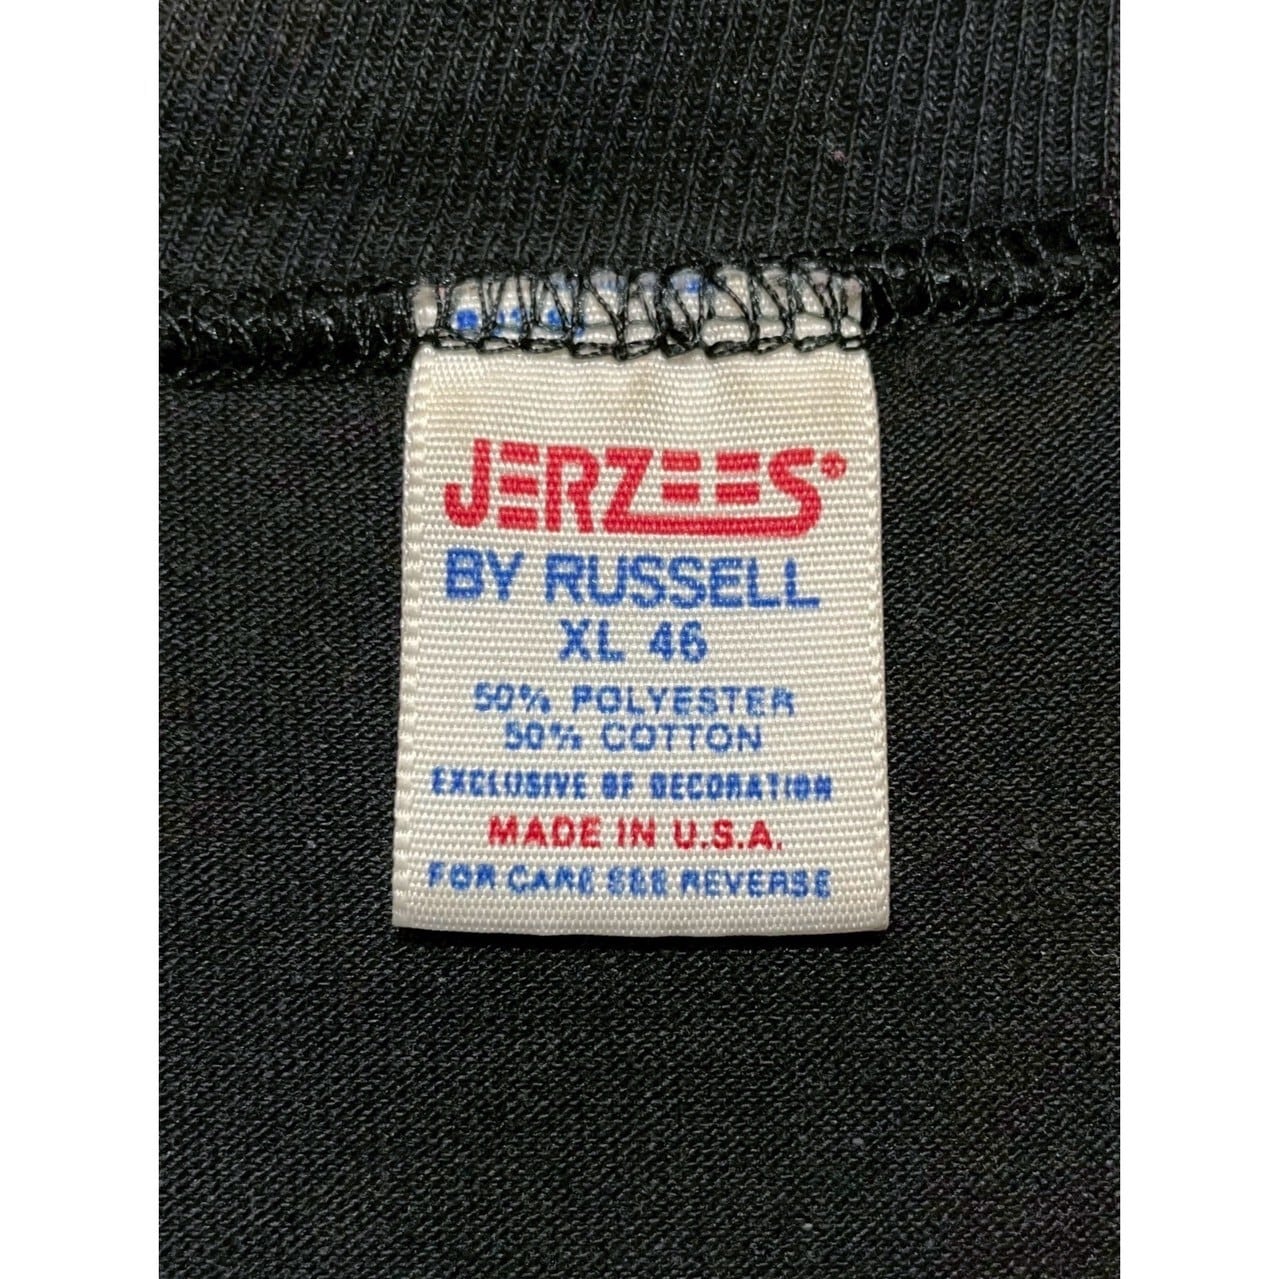 JERZEES®
BY RUSSELL
XL 46
50% POLYESTER
50% COTTON
EXCLUSIVE OF DECORATION
MADE IN U.S.A.
FOR CARE SEE REVERSE